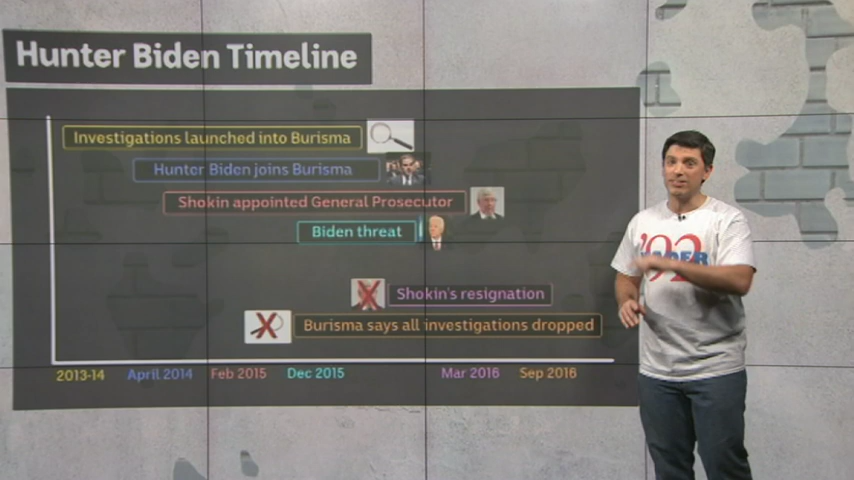 Hunter Biden Timeline
Investigations launched into Burisma
Hunter Biden joins Burisma
Shokin appointed General Prosecutor
Biden threat
Shokin's resignation
Burisma says all investigations dropped
2013-14 April 2014 Feb 2015 Dec 2015 Mar 2016 Sep 2016
'92